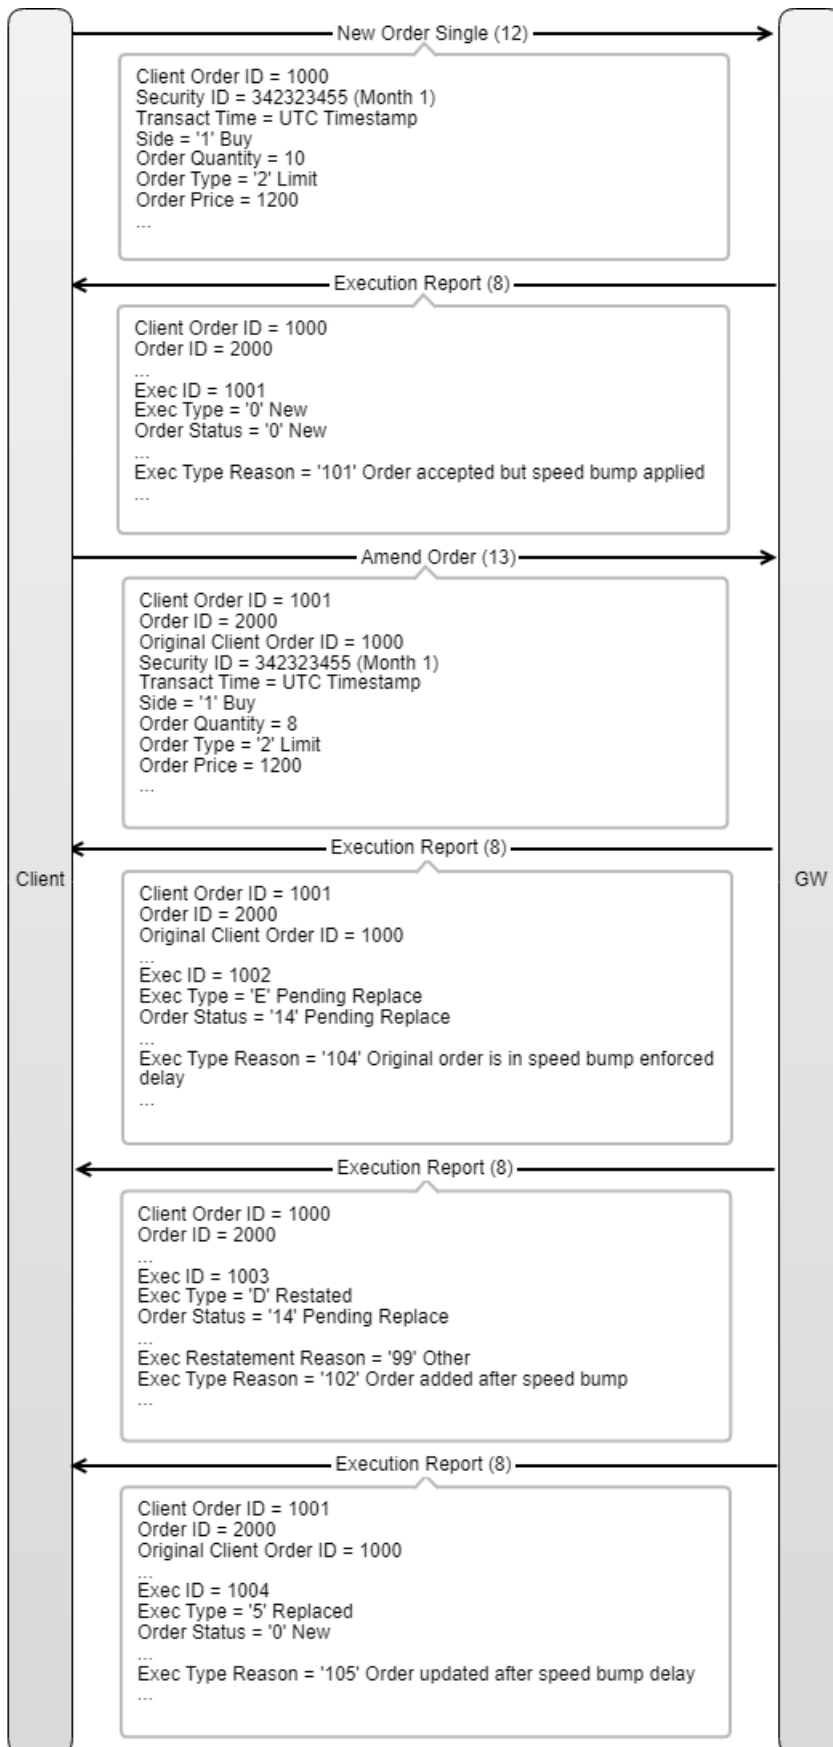 New Order Single (12)
Client Order ID = 1000
Security ID = 342323455 (Month 1)
Transact Time = UTC Timestamp
Side = '1' Buy
Order Quantity = 10
Order Type = '2' Limit
Order Price = 1200
...
Execution Report (8)
Client Order ID = 1000
Order ID = 2000
...
Exec ID = 1001
Exec Type = '0' New
Order Status = '0' New
...
Exec Type Reason = '101' Order accepted but speed bump applied
...
Amend Order (13)
Client Order ID = 1001
Order ID = 2000
Original Client Order ID = 1000
Security ID = 342323455 (Month 1)
Transact Time = UTC Timestamp
Side = '1' Buy
Order Quantity = 8
Order Type = '2' Limit
Order Price = 1200
...
Execution Report (8)
Client
GW
Client Order ID = 1001
Order ID = 2000
Original Client Order ID = 1000
...
Exec ID = 1002
Exec Type = 'E' Pending Replace
Order Status = '14' Pending Replace
...
Exec Type Reason = '104' Original order is in speed bump enforced
delay
...
Execution Report (8)
Client Order ID = 1000
Order ID = 2000
...
Exec ID = 1003
Exec Type = 'D' Restated
Order Status = '14' Pending Replace
...
Exec Restatement Reason = '99' Other
Exec Type Reason = '102' Order added after speed bump
...
Execution Report (8)
Client Order ID = 1001
Order ID = 2000
Original Client Order ID = 1000
...
Exec ID = 1004
Exec Type = '5' Replaced
Order Status = '0' New
...
Exec Type Reason = '105' Order updated after speed bump delay
...